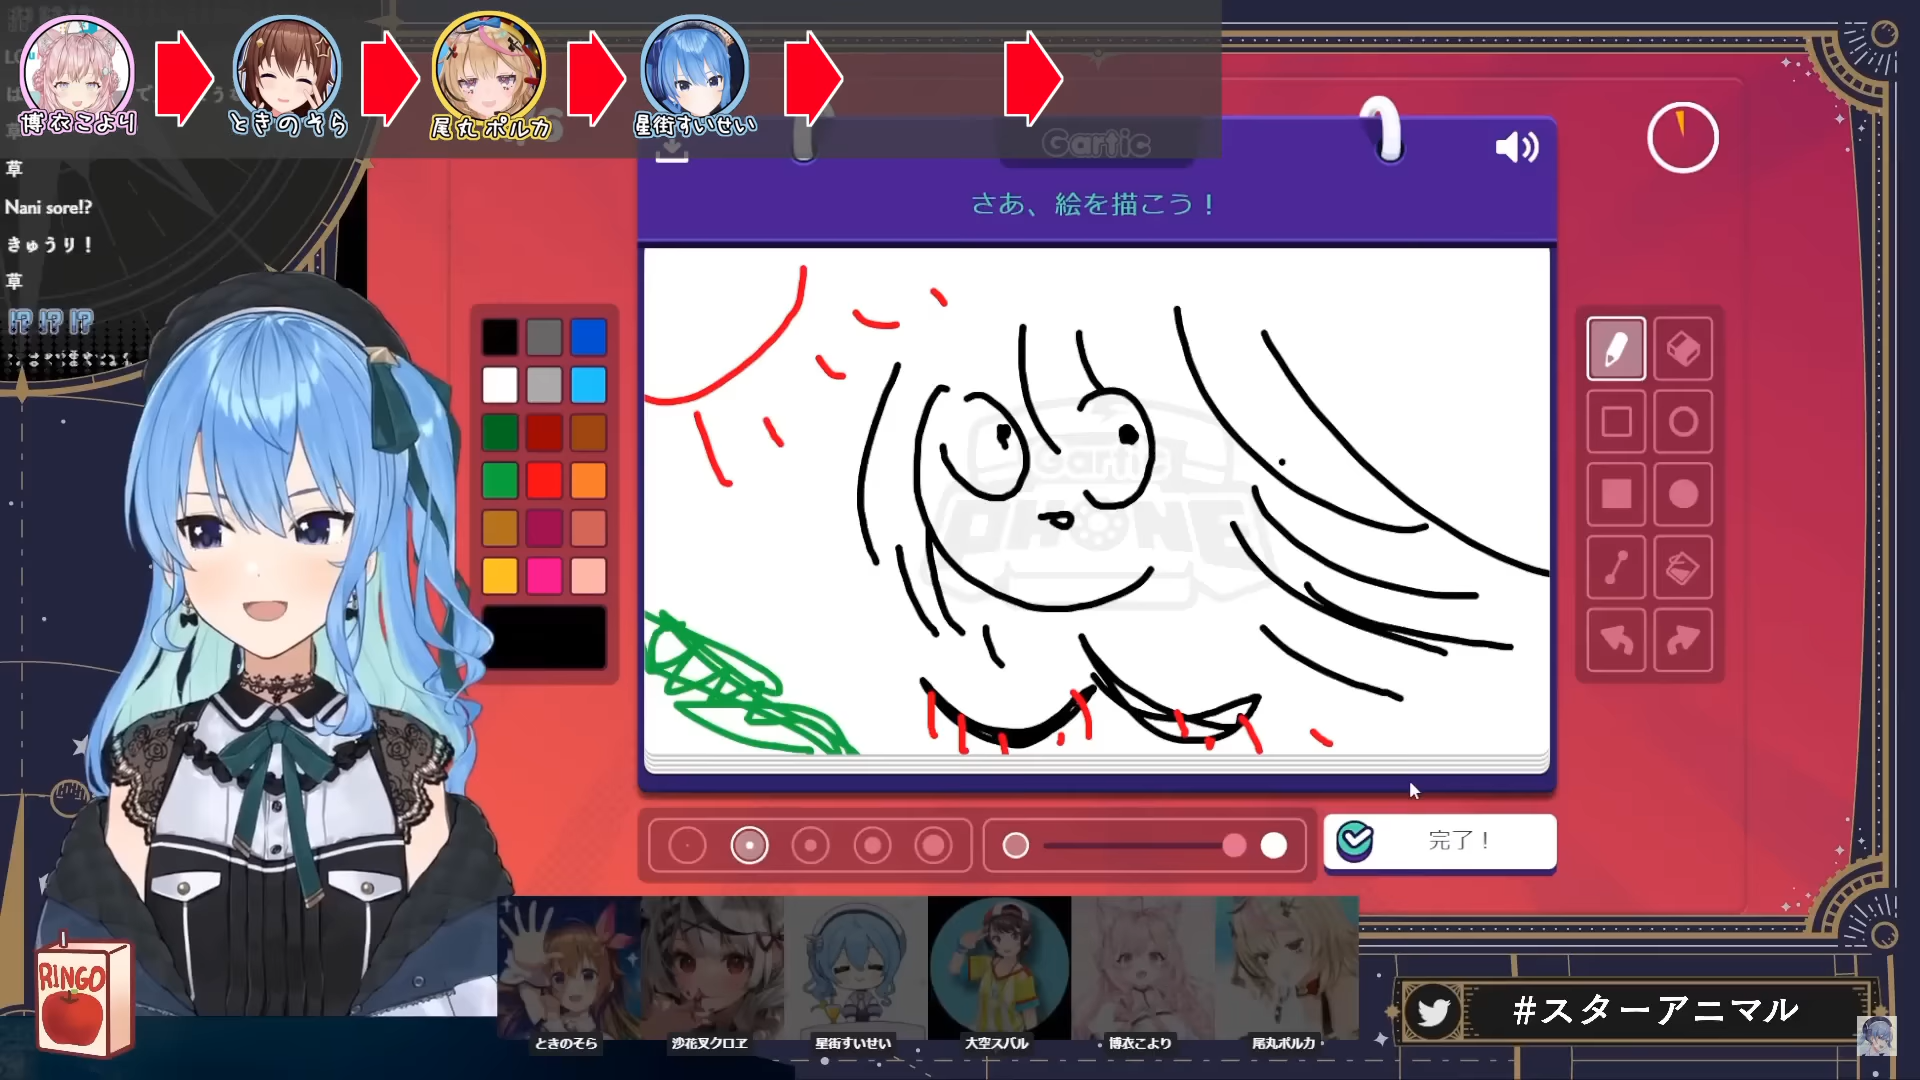 博衣こより
ときのそら
尾丸ポルカ
星街すいせい
Gartic
さあ、絵を描こう！
草
Nani sore!?
きゅうり！
草
!? !? !?
Gartic
PHONE
完了！
RINGO
ときのそら
沙花叉クロヱ
星街すいせい
大空スバル
博衣こより
尾丸ポルカ
#スターアニマル